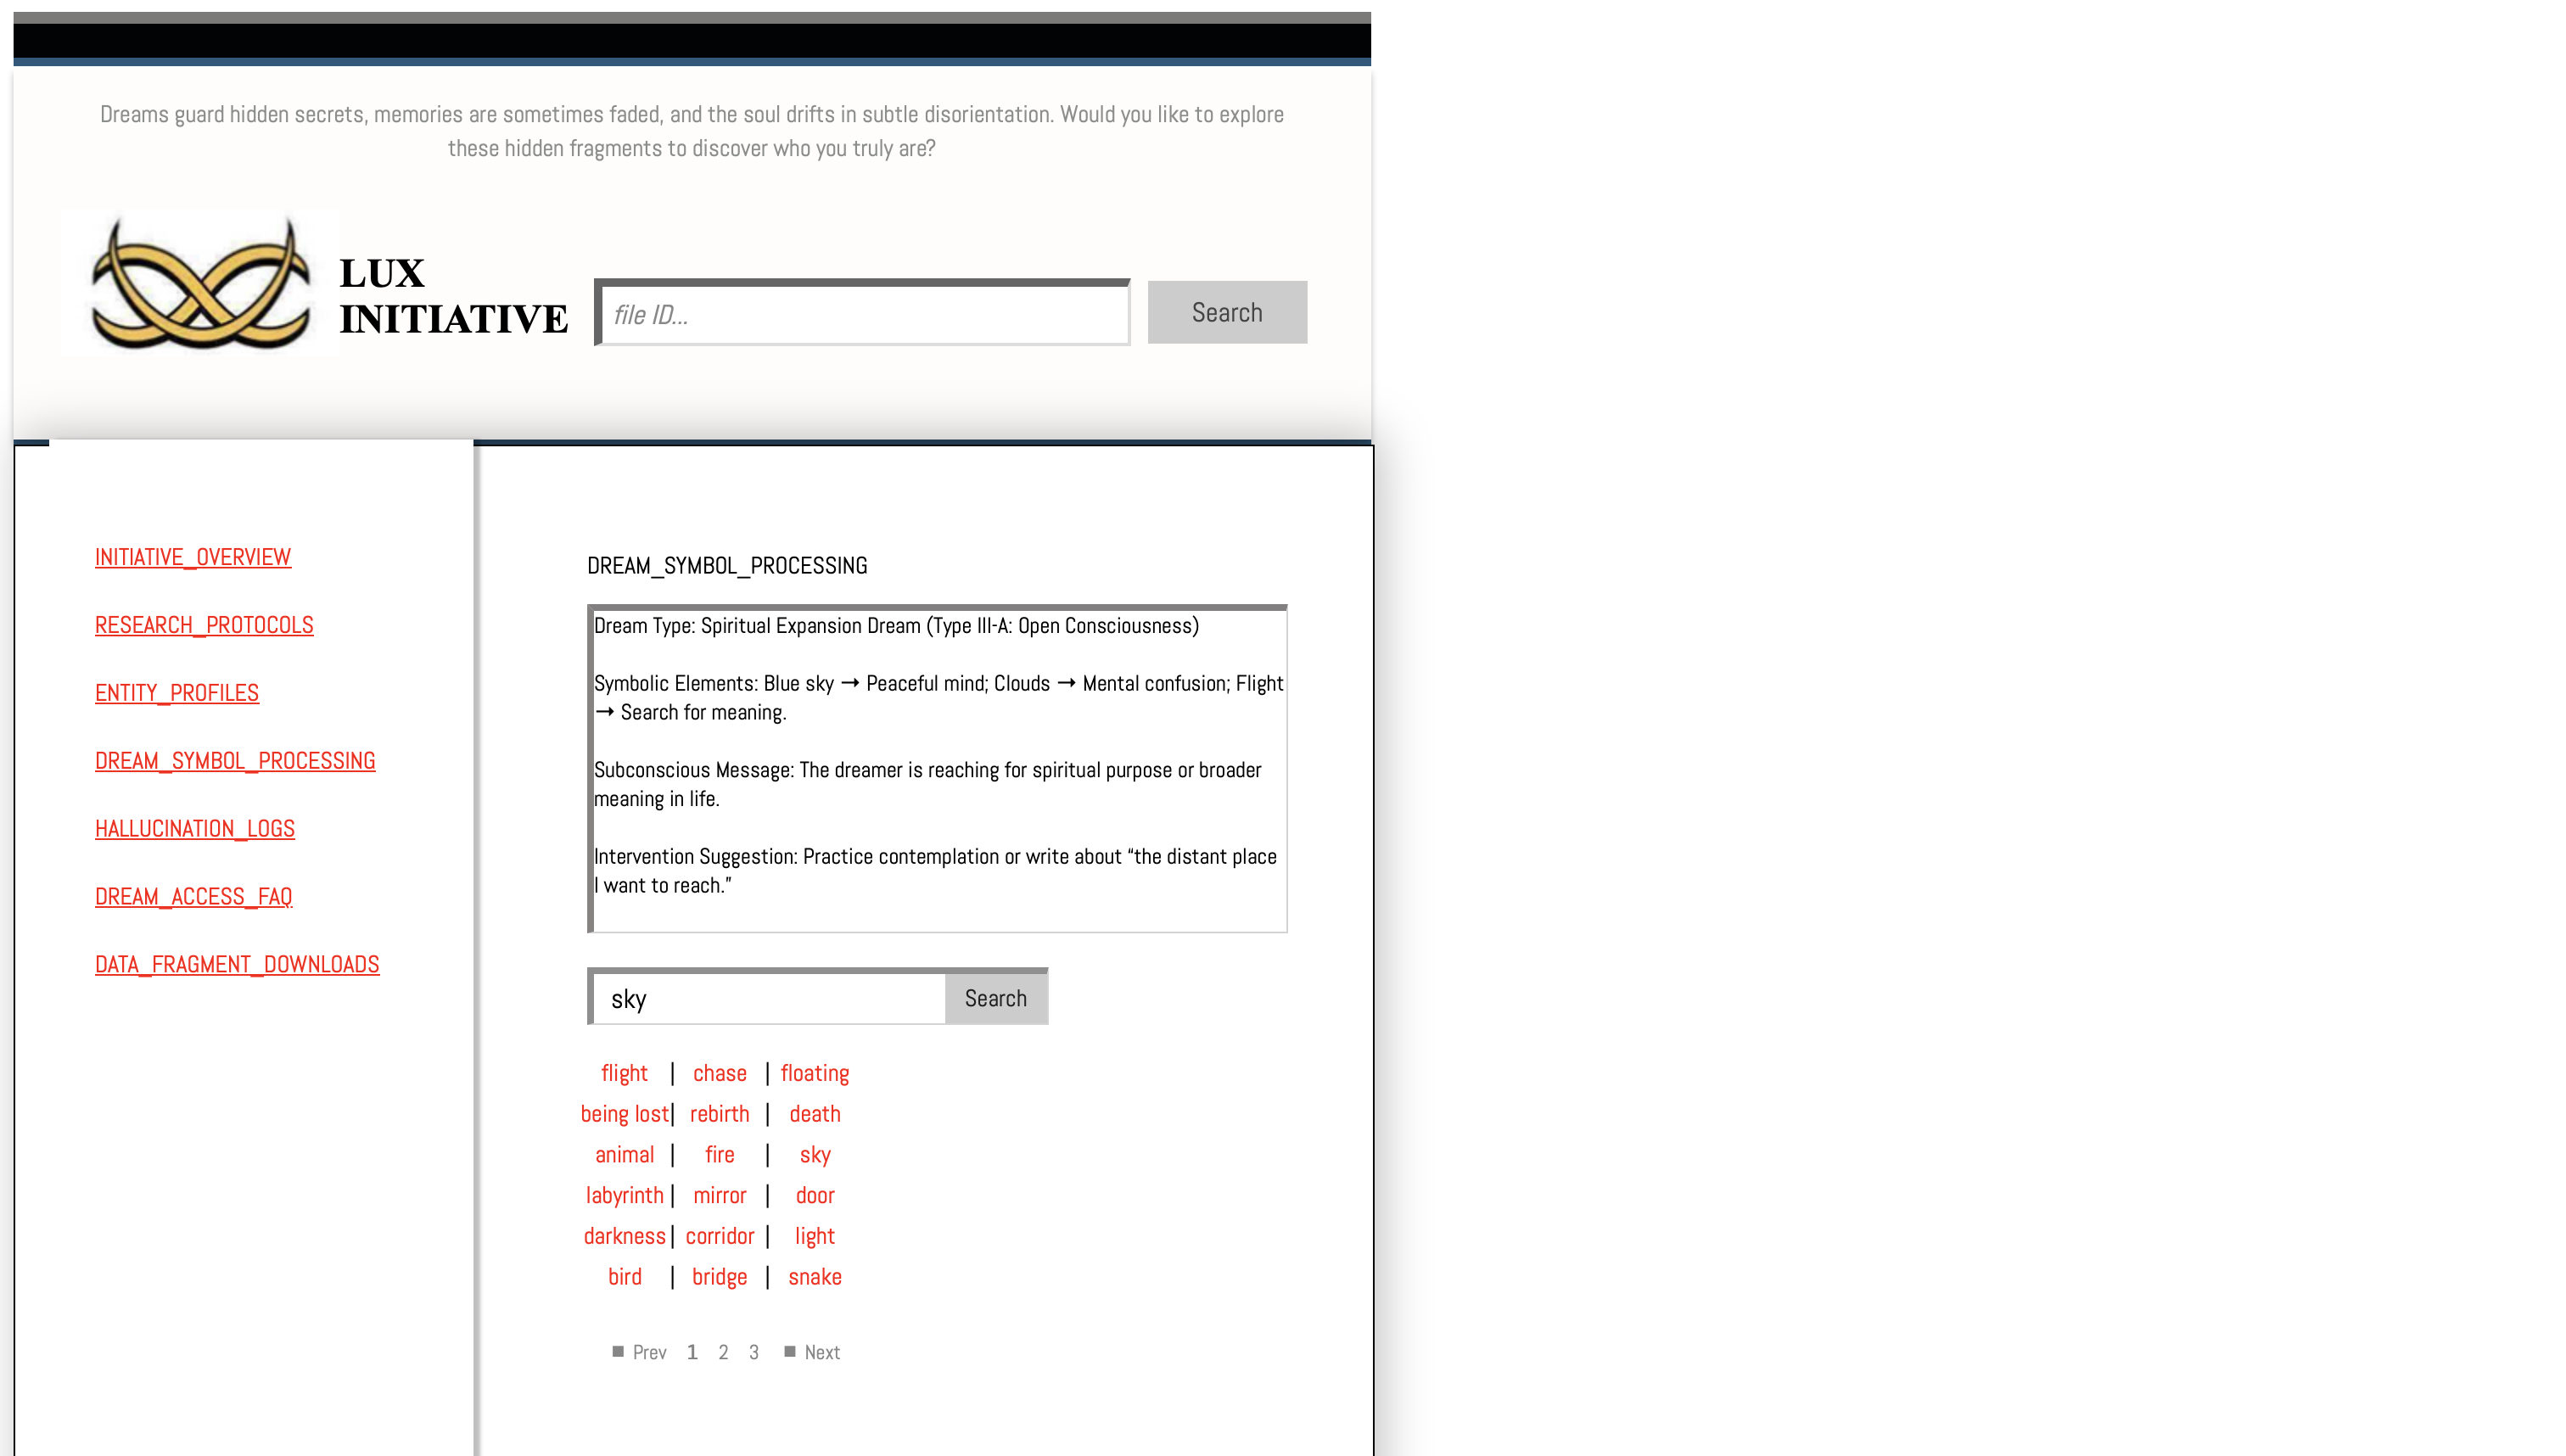 Dreams guard hidden secrets, memories are sometimes faded, and the soul drifts in subtle disorientation. Would you like to explore
these hidden fragments to discover who you truly are?
LUX
INITIATIVE
file ID...
Search
INITIATIVE_OVERVIEW
RESEARCH_PROTOCOLS
ENTITY_PROFILES
DREAM_SYMBOL_PROCESSING
HALLUCINATION_LOGS
DREAM_ACCESS_FAQ
DATA_FRAGMENT_DOWNLOADS
DREAM_SYMBOL_PROCESSING
Dream Type: Spiritual Expansion Dream (Type III-A: Open Consciousness)
Symbolic Elements: Blue sky → Peaceful mind; Clouds → Mental confusion; Flight
→ Search for meaning.
Subconscious Message: The dreamer is reaching for spiritual purpose or broader
meaning in life.
Intervention Suggestion: Practice contemplation or write about “the distant place
I want to reach.”
sky
Search
flight | chase | floating
being lost | rebirth | death
animal | fire | sky
labyrinth | mirror | door
darkness | corridor | light
bird | bridge | snake
■ Prev 1 2 3 ■ Next